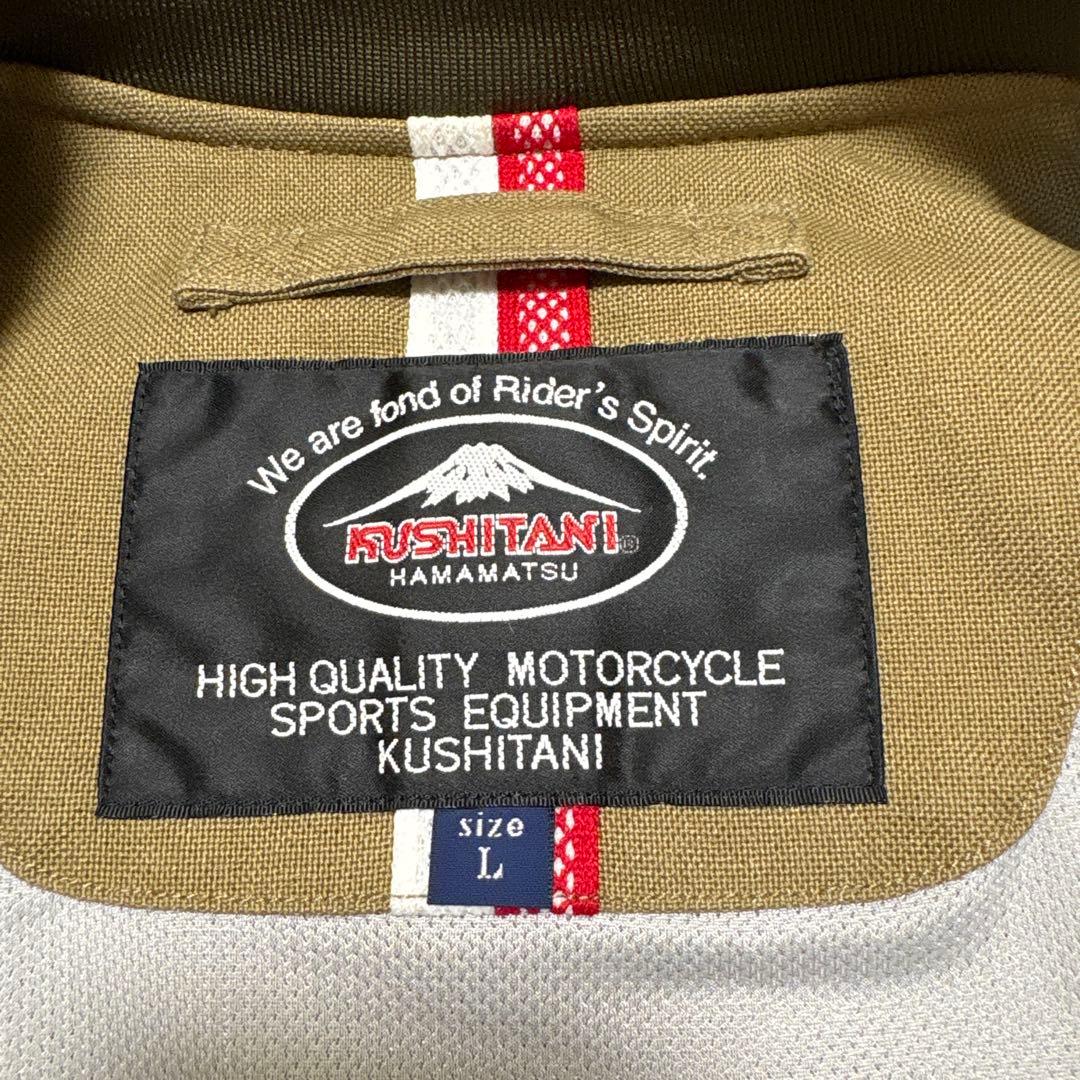 We are fond of Rider's Spirit.
KUSHITANI®
HAMAMATSU
HIGH QUALITY MOTORCYCLE
SPORTS EQUIPMENT
KUSHITANI
size
L